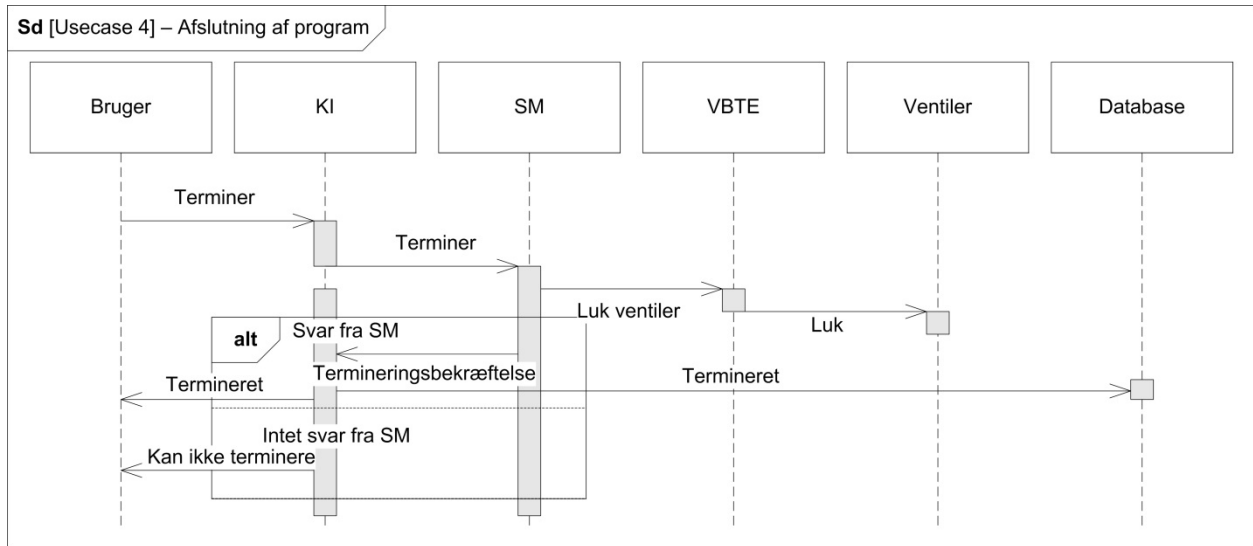 Sd [Usecase 4] – Afslutning af program
Bruger
KI
SM
VBTE
Ventiler
Database
Terminer
Terminer
Luk ventiler
Luk
alt
Svar fra SM
Termineringsbekræftelse
Termineret
Termineret
Intet svar fra SM
Kan ikke terminere